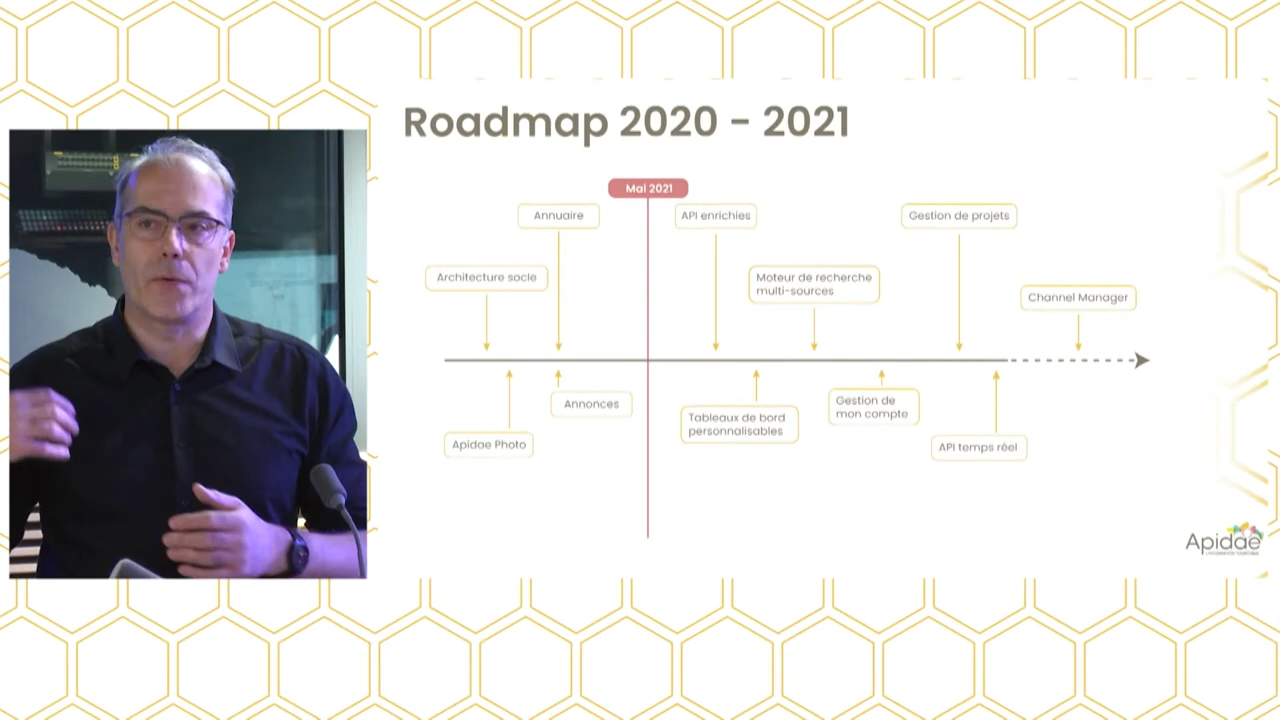 Roadmap 2020 - 2021
Mai 2021
Annuaire
API enrichies
Gestion de projets
Architecture socle
Moteur de recherche
multi-sources
Channel Manager
Annonces
Apidae Photo
Tableaux de bord
personnalisables
Gestion de
mon compte
API temps réel
Apidae